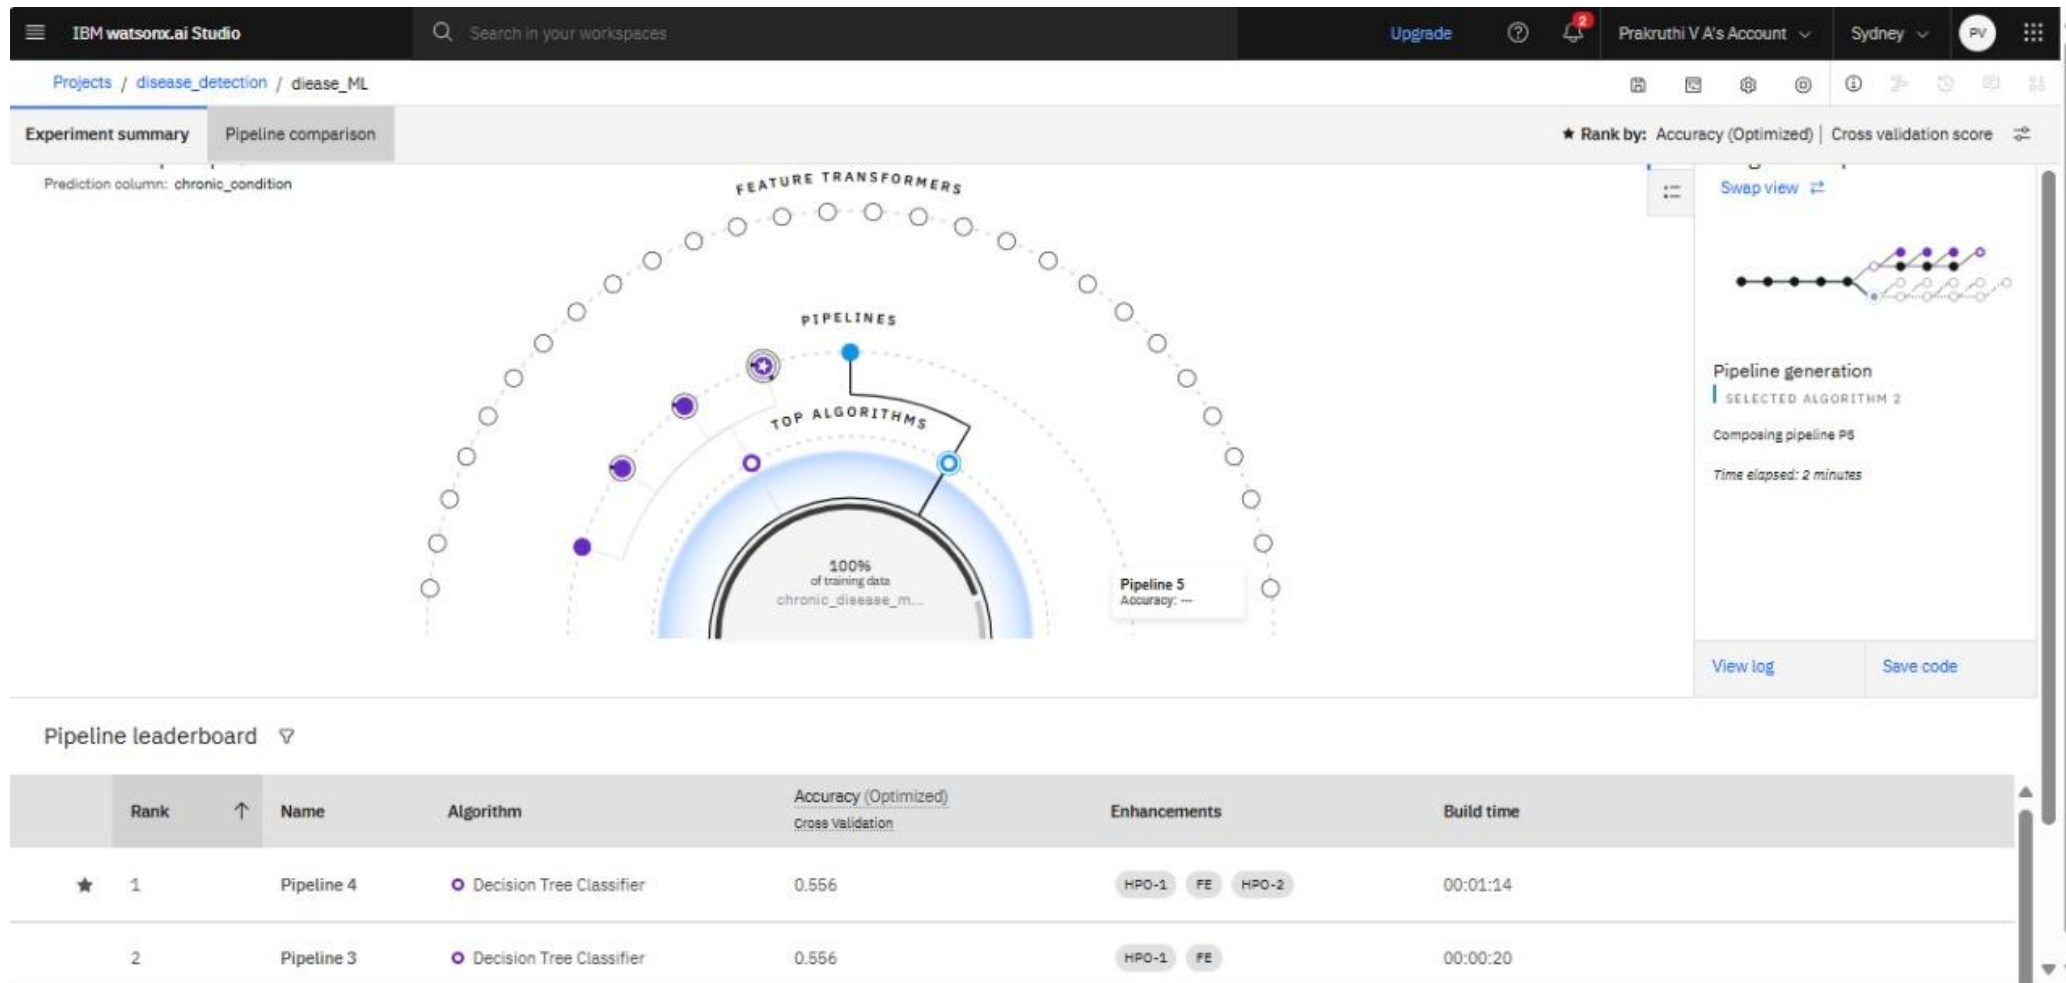 IBM watsonx.ai Studio
Search in your workspaces
Upgrade
2
Prakruthi V A's Account
Sydney
PV
Projects / disease_detection / diease_ML
Experiment summary
Pipeline comparison
★ Rank by: Accuracy (Optimized) | Cross validation score
Prediction column: chronic_condition
FEATURE TRANSFORMERS
PIPELINES
TOP ALGORITHMS
100%
of training data
chronic_disease_m...
Pipeline 5
Accuracy: ---
Swap view
Pipeline generation
SELECTED ALGORITHM 2
Composing pipeline P5
Time elapsed: 2 minutes
View log
Save code
Pipeline leaderboard
Rank ↑ Name Algorithm Accuracy (Optimized) Enhancements Build time
Cross Validation
★ 1 Pipeline 4 Decision Tree Classifier 0.556 HPO-1 FE HPO-2 00:01:14
2 Pipeline 3 Decision Tree Classifier 0.556 HPO-1 FE 00:00:20